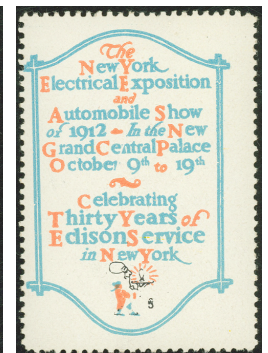 The
New York
Electrical Exposition
and
Automobile Show
of 1912 - In the New
Grand Central Palace
October 9th to 19th
Celebrating
Thirty Years of
Edison Service
in New York